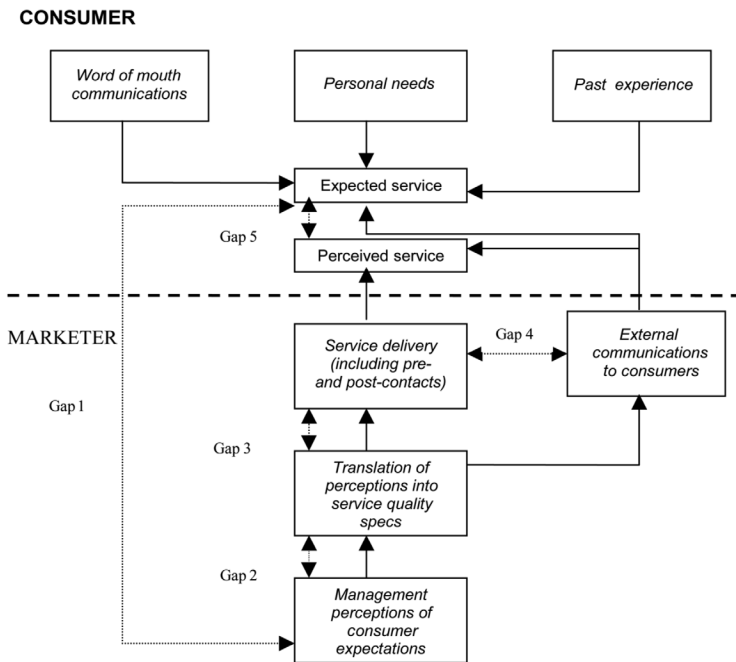 CONSUMER
Word of mouth
communications
Personal needs
Past experience
Expected service
Gap 5
Perceived service
MARKETER
Service delivery
(including pre-
and post-contacts)
Gap 4
External
communications
to consumers
Gap 1
Gap 3
Translation of
perceptions into
service quality
specs
Gap 2
Management
perceptions of
consumer
expectations